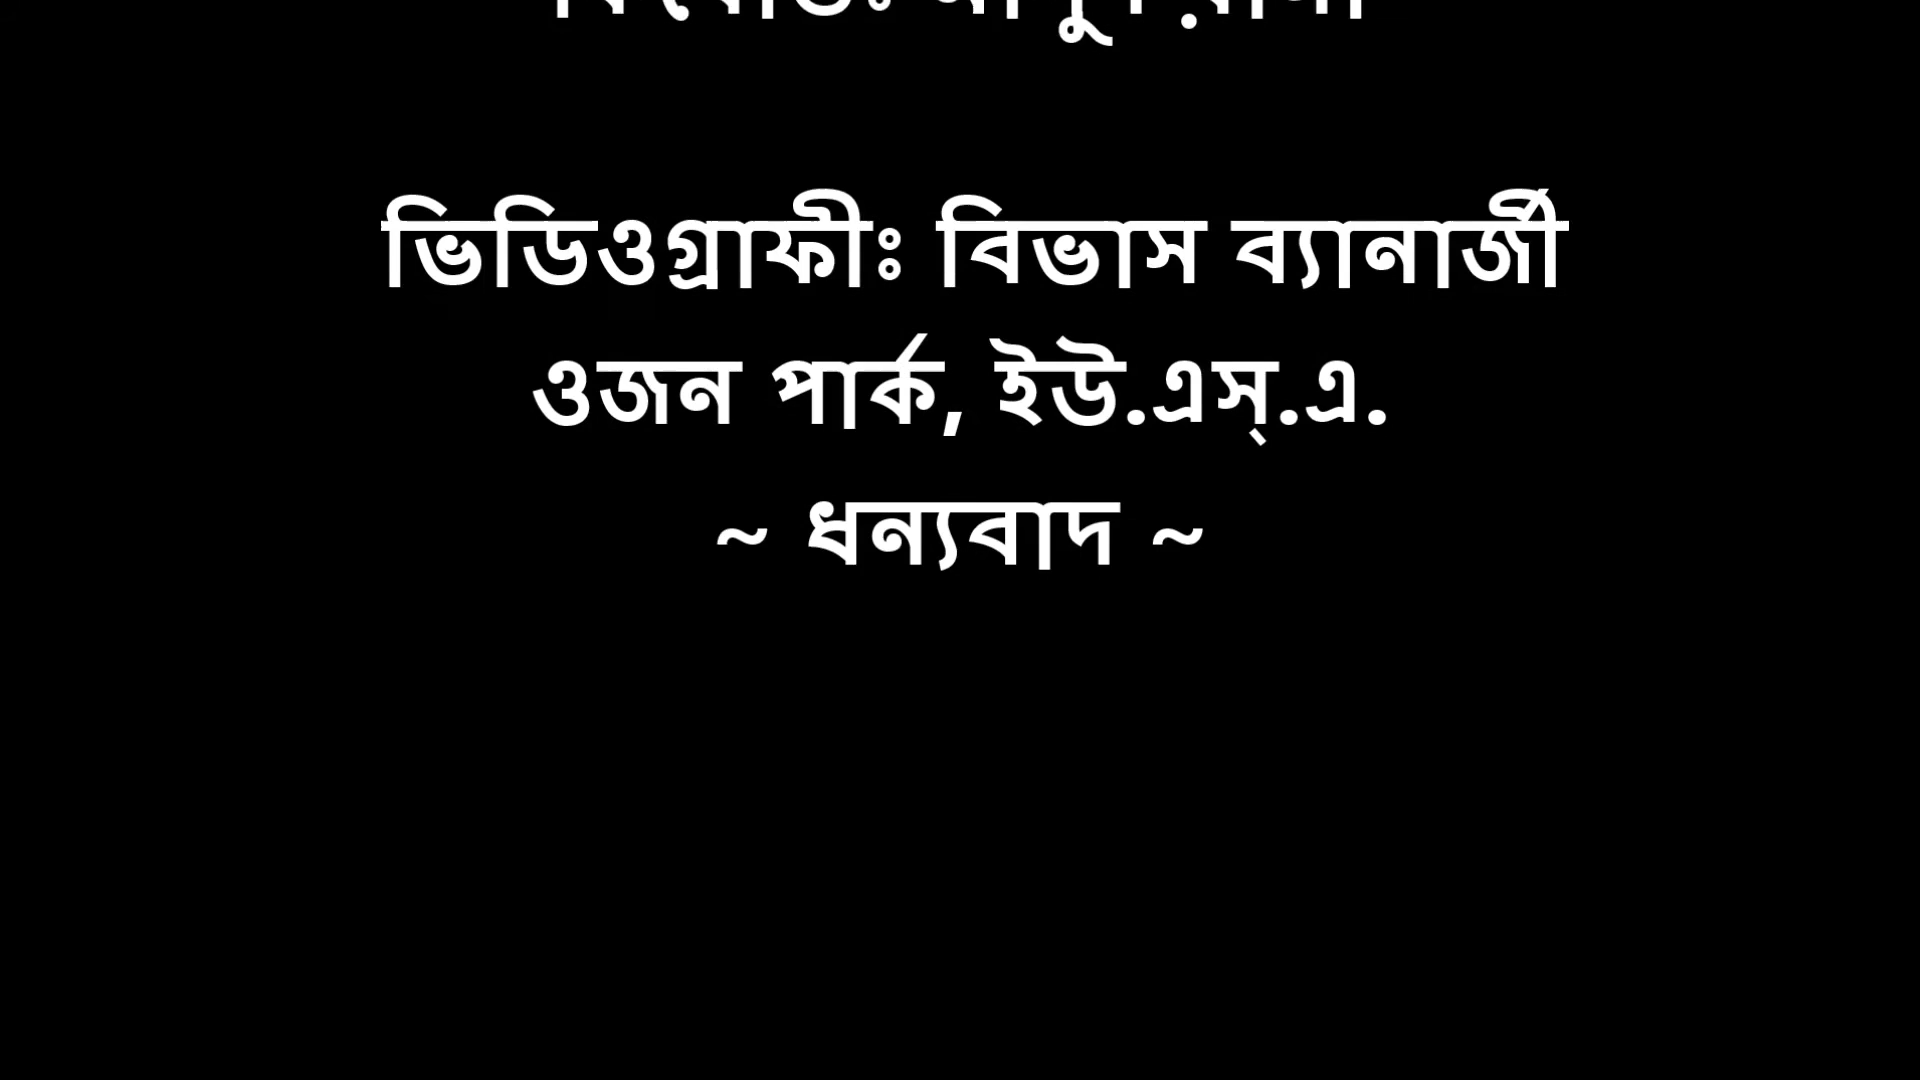 ভিডিওগ্রাফীঃ বিভাস ব্যানার্জী
ওজন পার্ক, ইউ.এস্.এ.
~ ধন্যবাদ ~